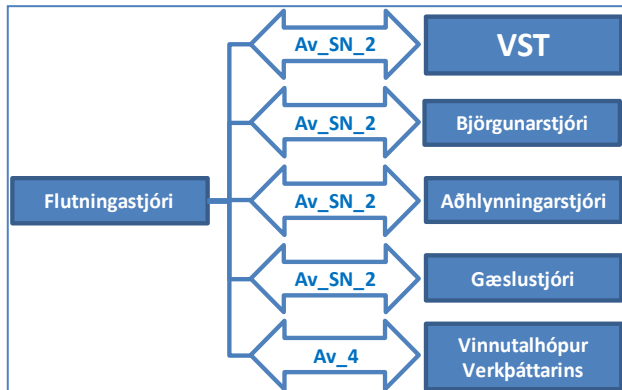 Av_SN_2
VST
Av_SN_2
Björgunarstjóri
Flutningastjóri
Av_SN_2
Aðhlynningarstjóri
Av_SN_2
Gæslustjóri
Av_4
Vinnutalhópur
Verkþáttarins